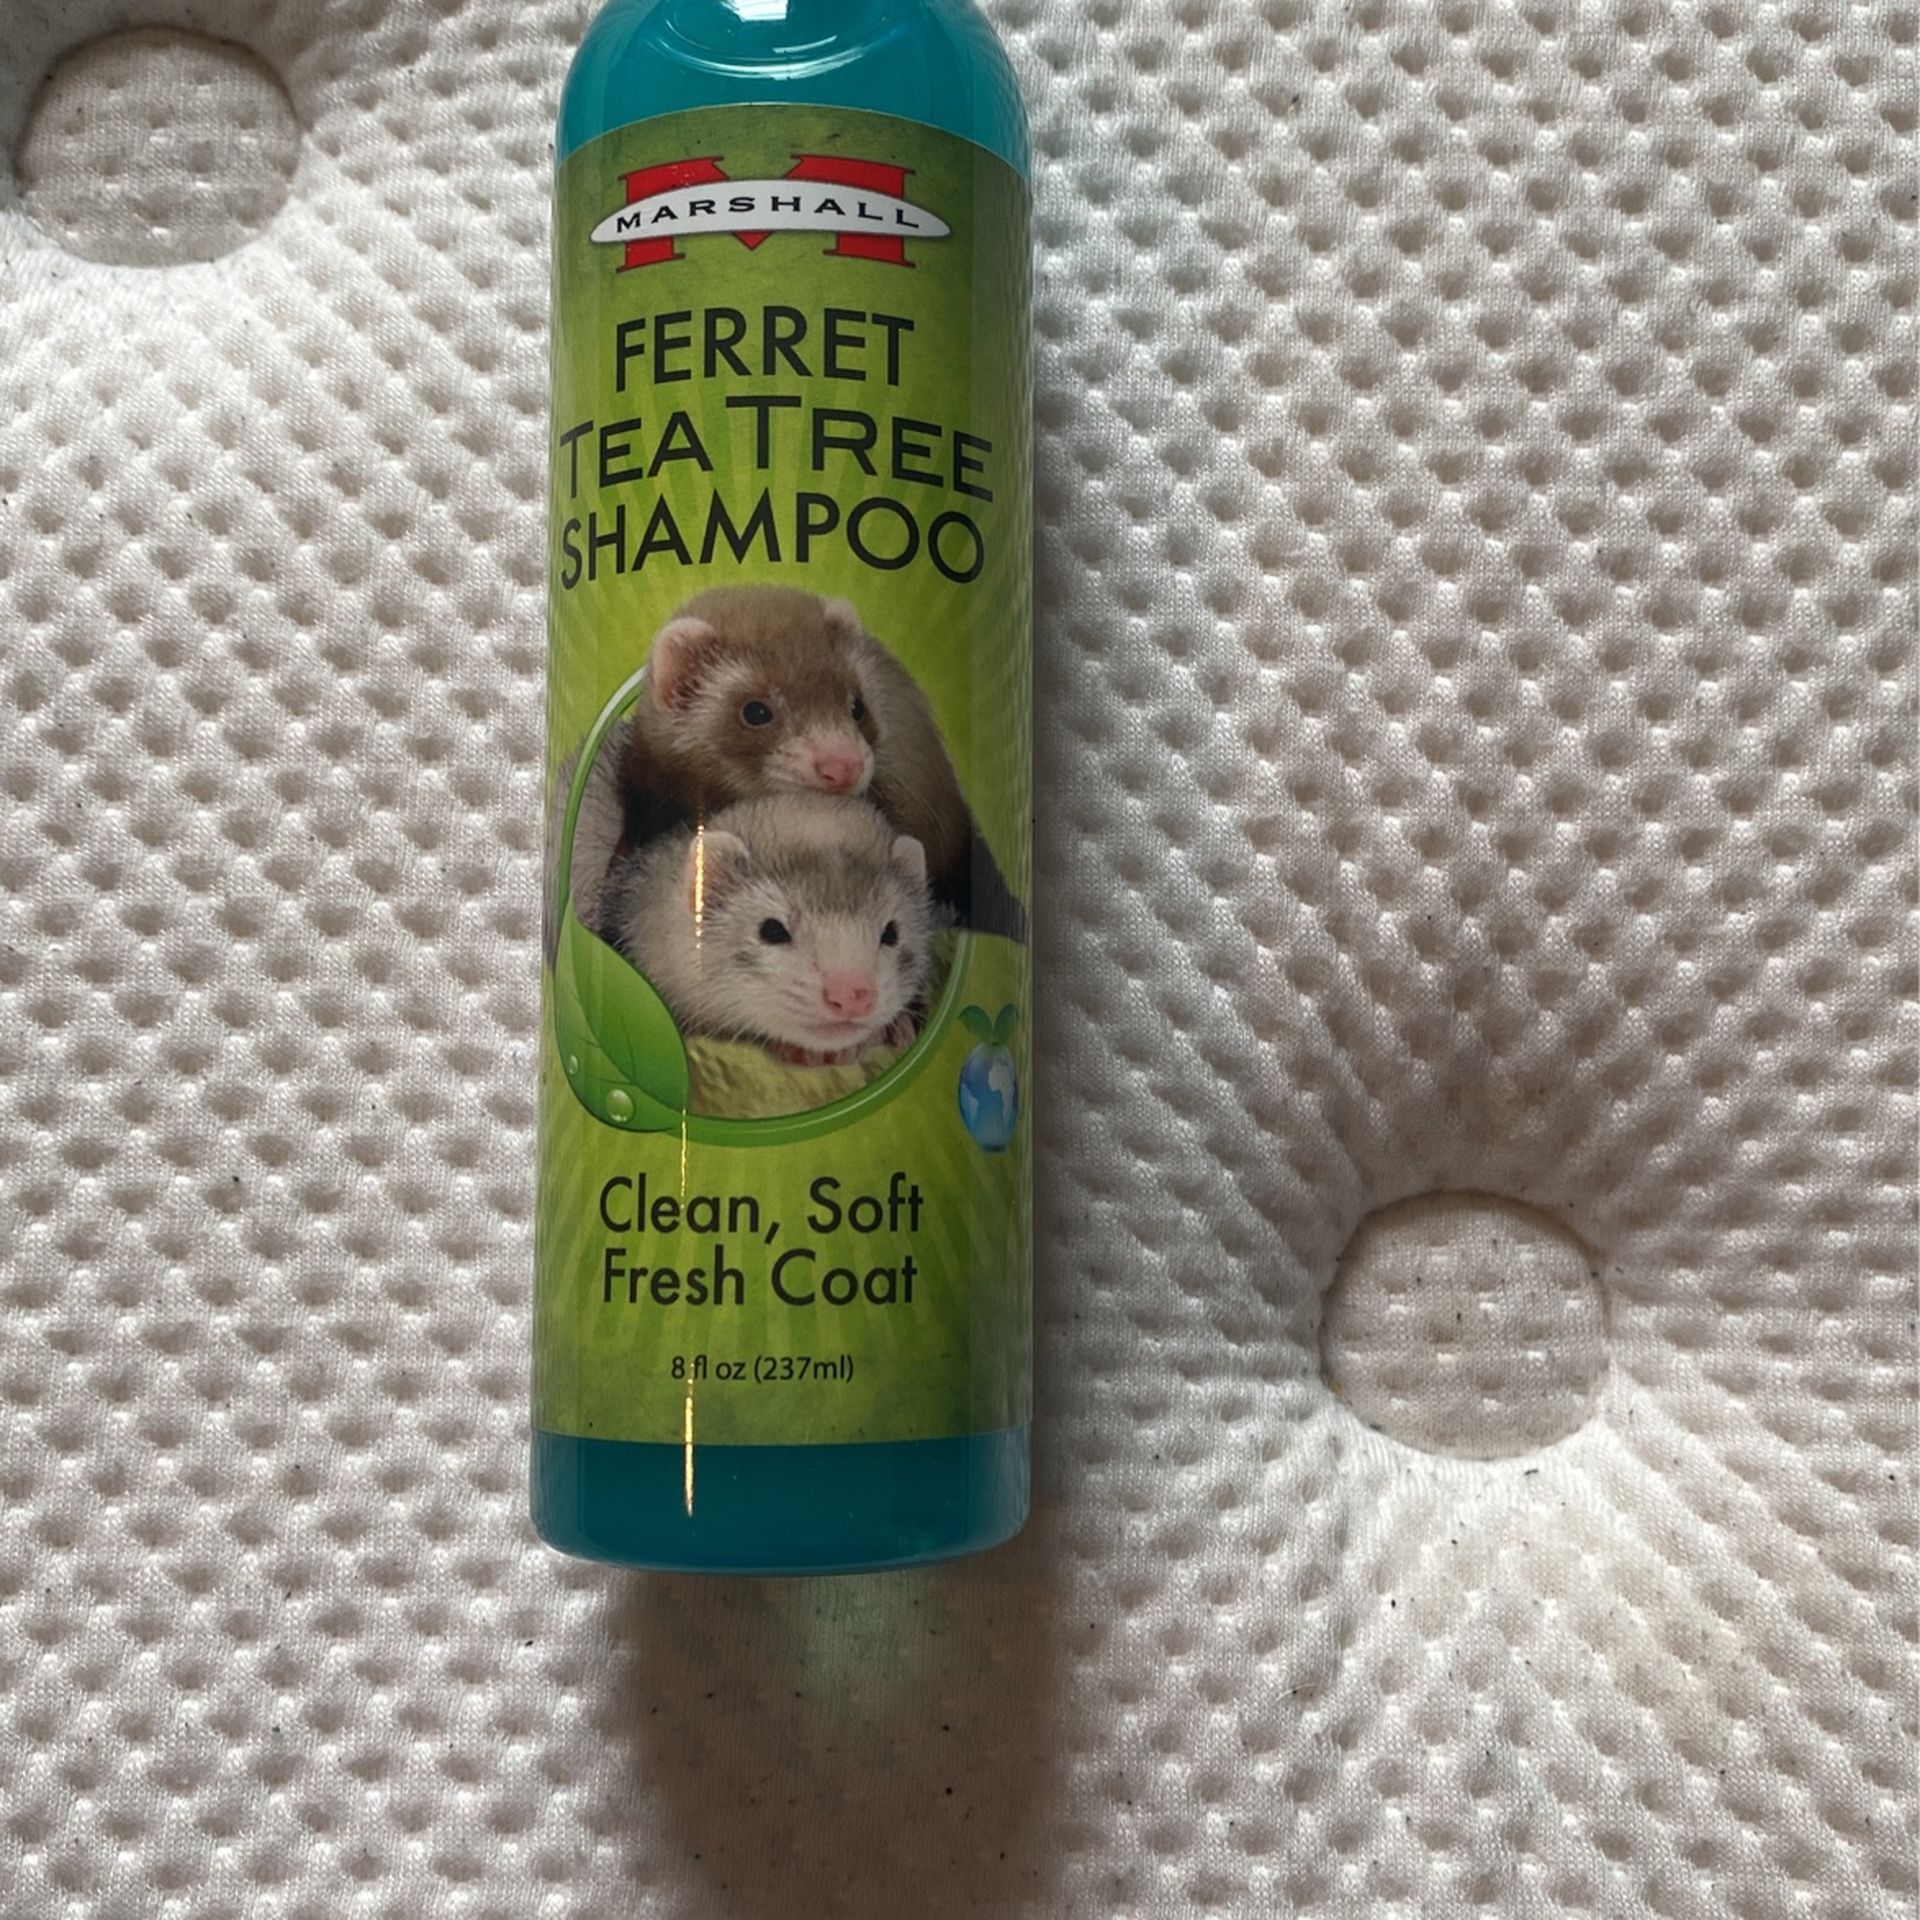 MARSHALL
FERRET
TEA TREE
SHAMPOO
Clean, Soft
Fresh Coat
8 fl oz (237ml)